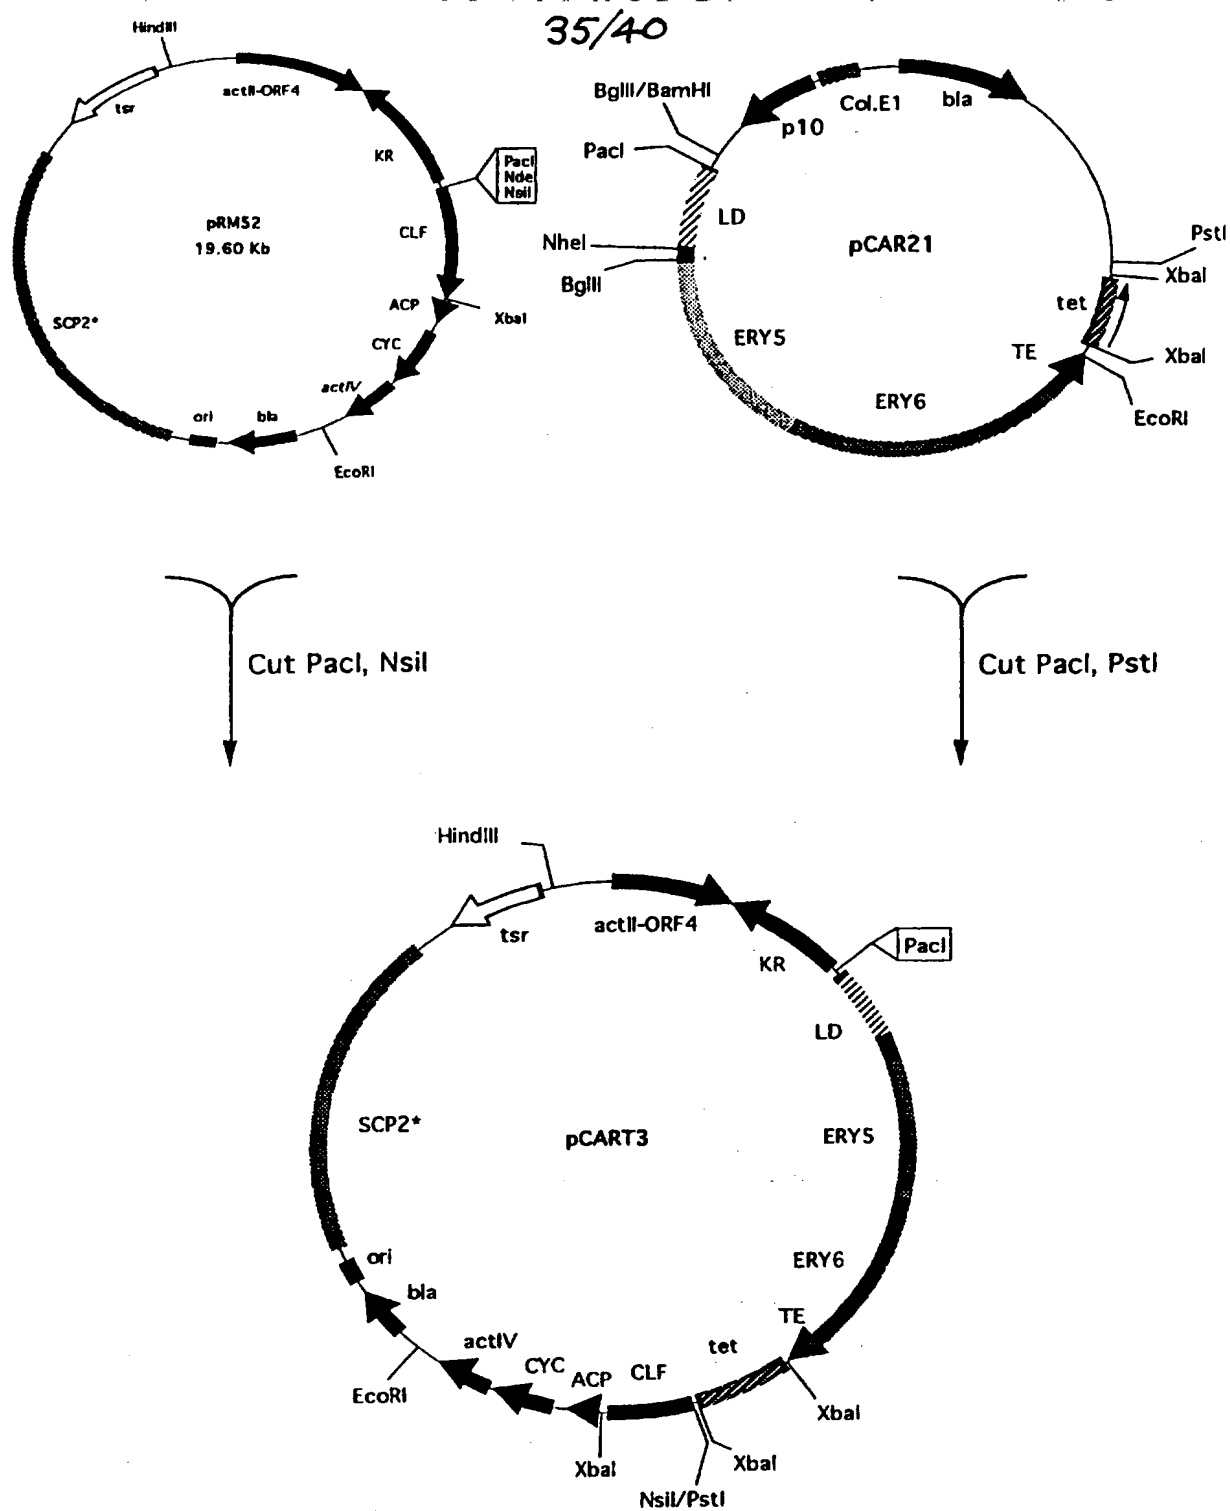 35/40
HindIII
actII-ORF4
tsr
KR
PacI
Nde
NsiI
pRM52
19.60 Kb
CLF
ACP
XbaI
SCP2*
CYC
actIV
ori
bla
EcoRI
BglII/BamHI
p10
Col.E1
bla
PacI
LD
pCAR21
NheI
BglII
PstI
XbaI
tet
ERY5
TE
XbaI
ERY6
EcoRI
Cut PacI, NsiI
Cut PacI, PstI
HindIII
tsr
actII-ORF4
KR
PacI
LD
SCP2*
pCART3
ERY5
ori
ERY6
bla
TE
actIV
tet
CYC
ACP
CLF
EcoRI
XbaI
XbaI
XbaI
NsiI/PstI